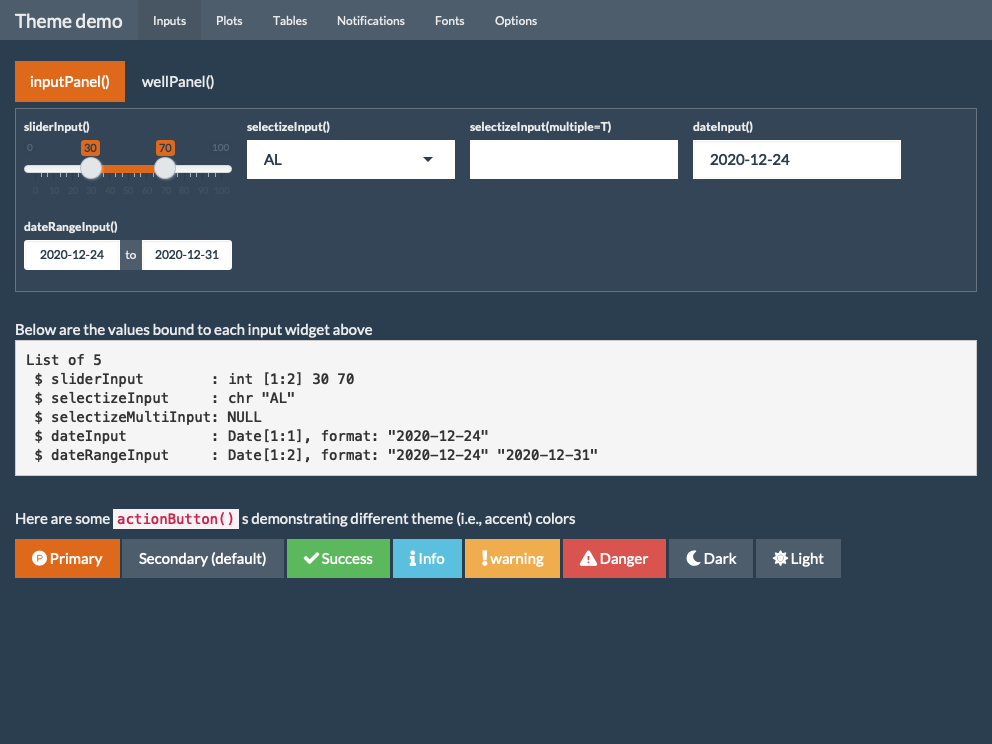 Theme demo Inputs Plots Tables Notifications Fonts Options
inputPanel() wellPanel()
sliderInput() selectizeInput() selectizeInput(multiple=T) dateInput()
0 30 70 100
AL 2020-12-24
0 10 20 30 40 50 60 70 80 90 100
dateRangeInput()
2020-12-24 to 2020-12-31
Below are the values bound to each input widget above
List of 5
 $ sliderInput        : int [1:2] 30 70
 $ selectizeInput     : chr "AL"
 $ selectizeMultiInput: NULL
 $ dateInput          : Date[1:1], format: "2020-12-24"
 $ dateRangeInput     : Date[1:2], format: "2020-12-24" "2020-12-31"
Here are some actionButton() s demonstrating different theme (i.e., accent) colors
Primary Secondary (default) Success Info warning Danger Dark Light